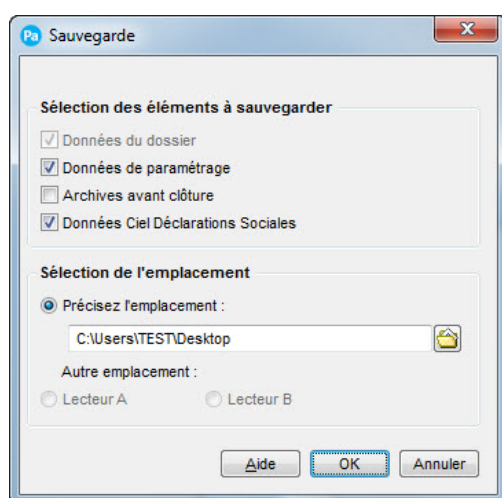 Pa Sauvegarde
Sélection des éléments à sauvegarder
Données du dossier
Données de paramétrage
Archives avant clôture
Données Ciel Déclarations Sociales
Sélection de l'emplacement
Précisez l'emplacement :
C:\Users\TEST\Desktop
Autre emplacement :
Lecteur A Lecteur B
Aide OK Annuler